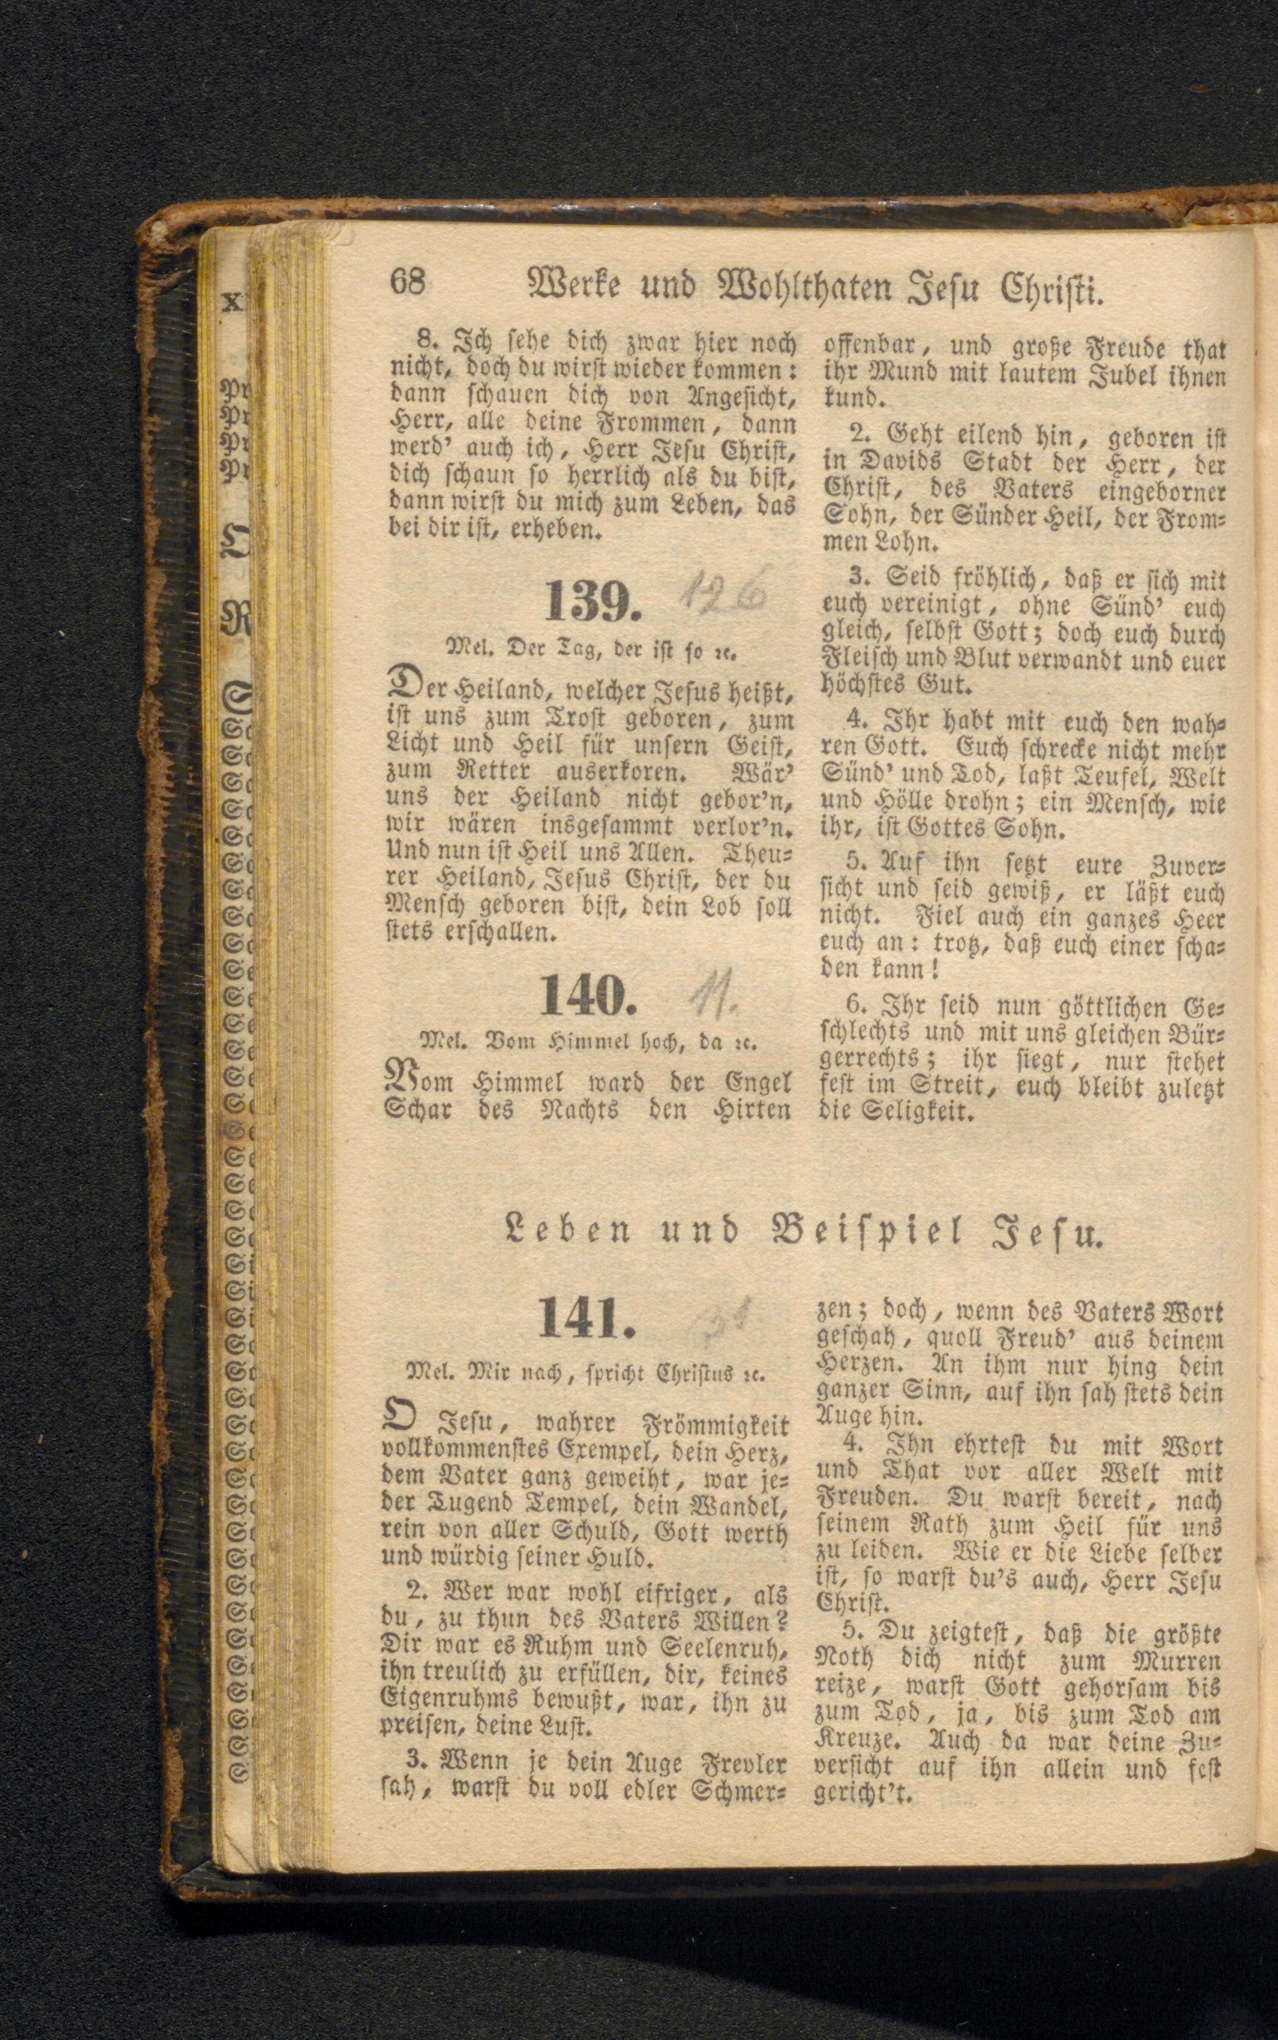 68 Werke und Wohlthaten Jesu Christi.
8. Ich sehe dich zwar hier noch
nicht, doch du wirst wieder kommen:
dann schauen dich von Angesicht,
Herr, alle deine Frommen, dann
werd' auch ich, Herr Jesu Christ,
dich schaun so herrlich als du bist,
dann wirst du mich zum Leben, das
bei dir ist, erheben.
139. 126
Mel. Der Tag, der ist so ꝛc.
Der Heiland, welcher Jesus heißt,
ist uns zum Trost geboren, zum
Licht und Heil für unsern Geist,
zum Retter auserkoren. Wär'
uns der Heiland nicht gebor'n,
wir wären insgesammt verlor'n.
Und nun ist Heil uns Allen. Theu-
rer Heiland, Jesus Christ, der du
Mensch geboren bist, dein Lob soll
stets erschallen.
140. 11.
Mel. Vom Himmel hoch, da ꝛc.
Vom Himmel ward der Engel
Schar des Nachts den Hirten
offenbar, und große Freude that
ihr Mund mit lautem Jubel ihnen
kund.
2. Geht eilend hin, geboren ist
in Davids Stadt der Herr, der
Christ, des Vaters eingeborner
Sohn, der Sünder Heil, der From-
men Lohn.
3. Seid fröhlich, daß er sich mit
euch vereinigt, ohne Sünd' euch
gleich, selbst Gott; doch euch durch
Fleisch und Blut verwandt und euer
höchstes Gut.
4. Ihr habt mit euch den wah-
ren Gott. Euch schrecke nicht mehr
Sünd' und Tod, laßt Teufel, Welt
und Hölle drohn; ein Mensch, wie
ihr, ist Gottes Sohn.
5. Auf ihn setzt eure Zuver-
sicht und seid gewiß, er läßt euch
nicht. Fiel auch ein ganzes Heer
euch an: trotz, daß euch einer scha-
den kann!
6. Ihr seid nun göttlichen Ge-
schlechts und mit uns gleichen Bür-
gerrechts; ihr siegt, nur stehet
fest im Streit, euch bleibt zuletzt
die Seligkeit.
Leben und Beispiel Jesu.
141.
Mel. Mir nach, spricht Christus ꝛc.
O Jesu, wahrer Frömmigkeit
vollkommenstes Exempel, dein Herz,
dem Vater ganz geweiht, war je-
der Tugend Tempel, dein Wandel,
rein von aller Schuld, Gott werth
und würdig seiner Huld.
2. Wer war wohl eifriger, als
du, zu thun des Vaters Willen?
Dir war es Ruhm und Seelenruh,
ihn treulich zu erfüllen, dir, keines
Eigenruhms bewußt, war, ihn zu
preisen, deine Lust.
3. Wenn je dein Auge Frevler
sah, warst du voll edler Schmer-
zen; doch, wenn des Vaters Wort
geschah, quoll Freud' aus deinem
Herzen. An ihm nur hing dein
ganzer Sinn, auf ihn sah stets dein
Auge hin.
4. Ihn ehrtest du mit Wort
und That vor aller Welt mit
Freuden. Du warst bereit, nach
seinem Rath zum Heil für uns
zu leiden. Wie er die Liebe selber
ist, so warst du's auch, Herr Jesu
Christ.
5. Du zeigtest, daß die größte
Noth dich nicht zum Murren
reize, warst Gott gehorsam bis
zum Tod, ja, bis zum Tod am
Kreuze. Auch da war deine Zu-
versicht auf ihn allein und fest
gericht't.